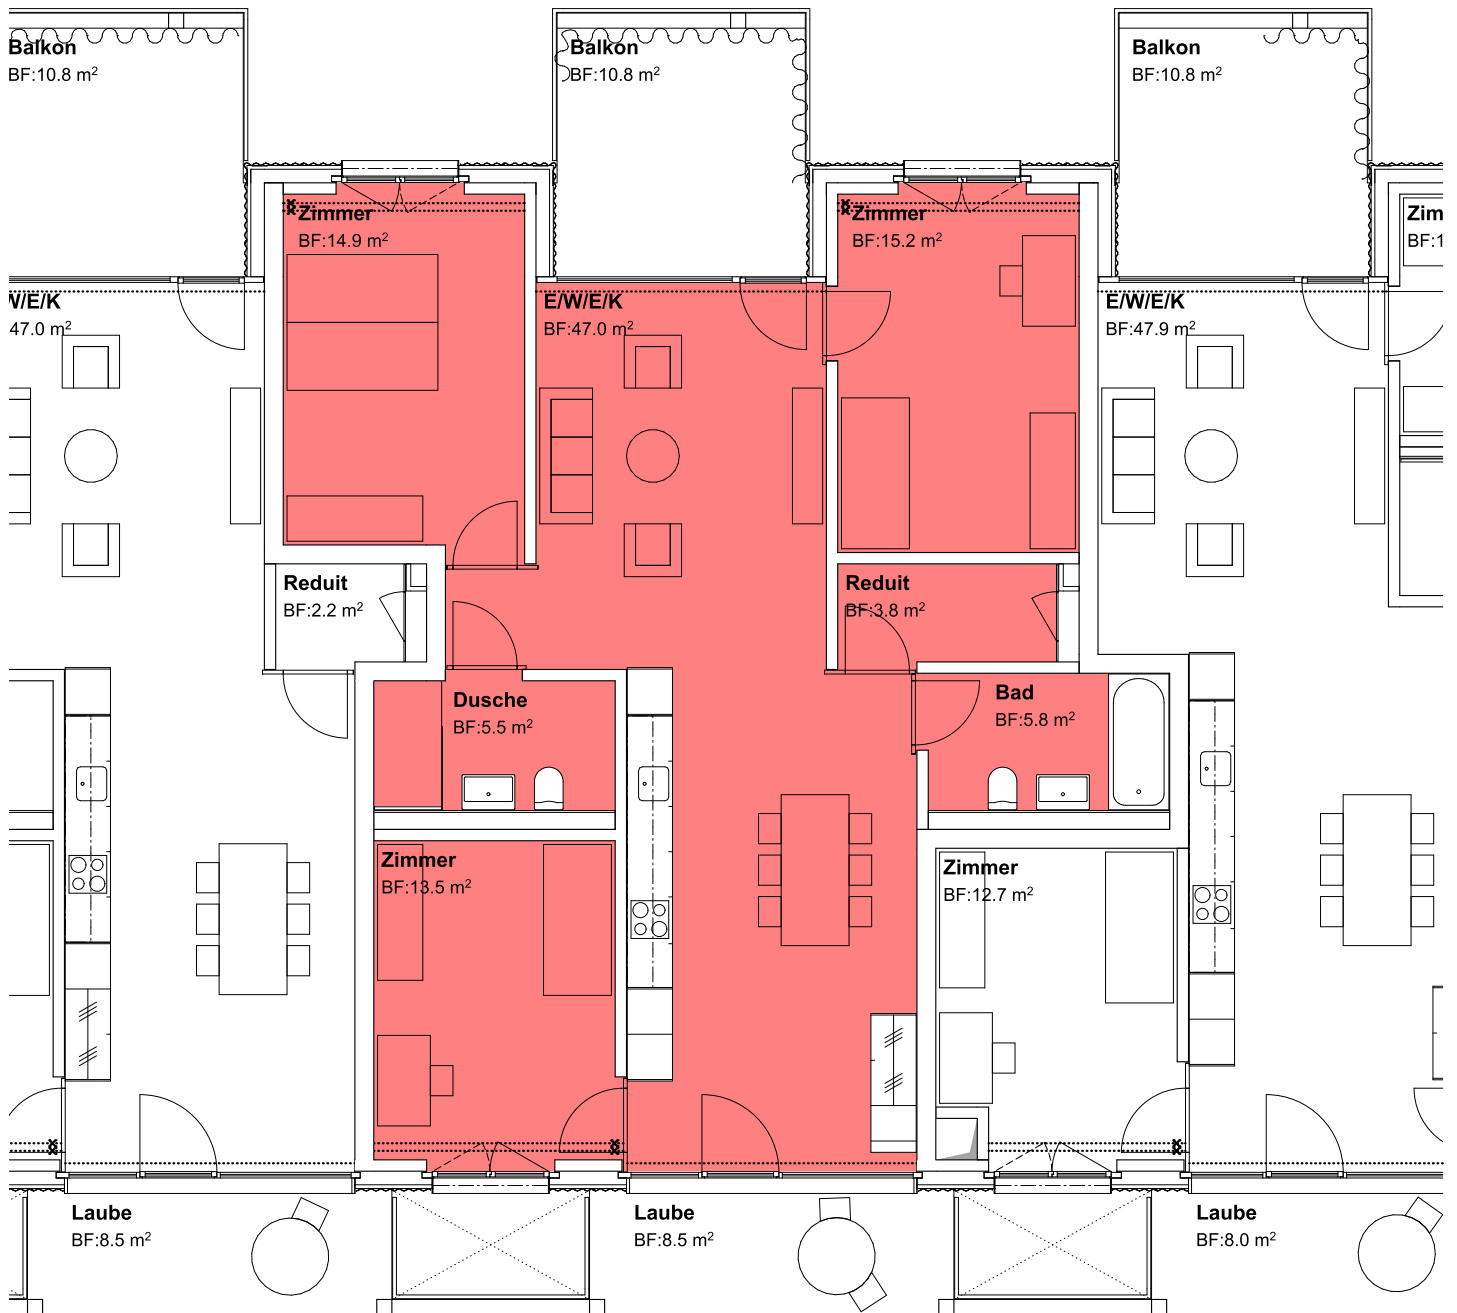 Balkon
BF:10.8 m²
Balkon
BF:10.8 m²
Balkon
BF:10.8 m²
Zimmer
BF:14.9 m²
Zimmer
BF:15.2 m²
Zim
BF:1
W/E/K
47.0 m²
E/W/E/K
BF:47.0 m²
E/W/E/K
BF:47.9 m²
Reduit
BF:2.2 m²
Reduit
BF:3.8 m²
Dusche
BF:5.5 m²
Bad
BF:5.8 m²
Zimmer
BF:13.5 m²
Zimmer
BF:12.7 m²
Laube
BF:8.5 m²
Laube
BF:8.5 m²
Laube
BF:8.0 m²